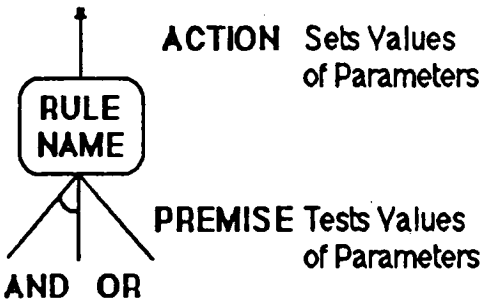 ACTION Sets Values
of Parameters
RULE
NAME
PREMISE Tests Values
of Parameters
AND OR